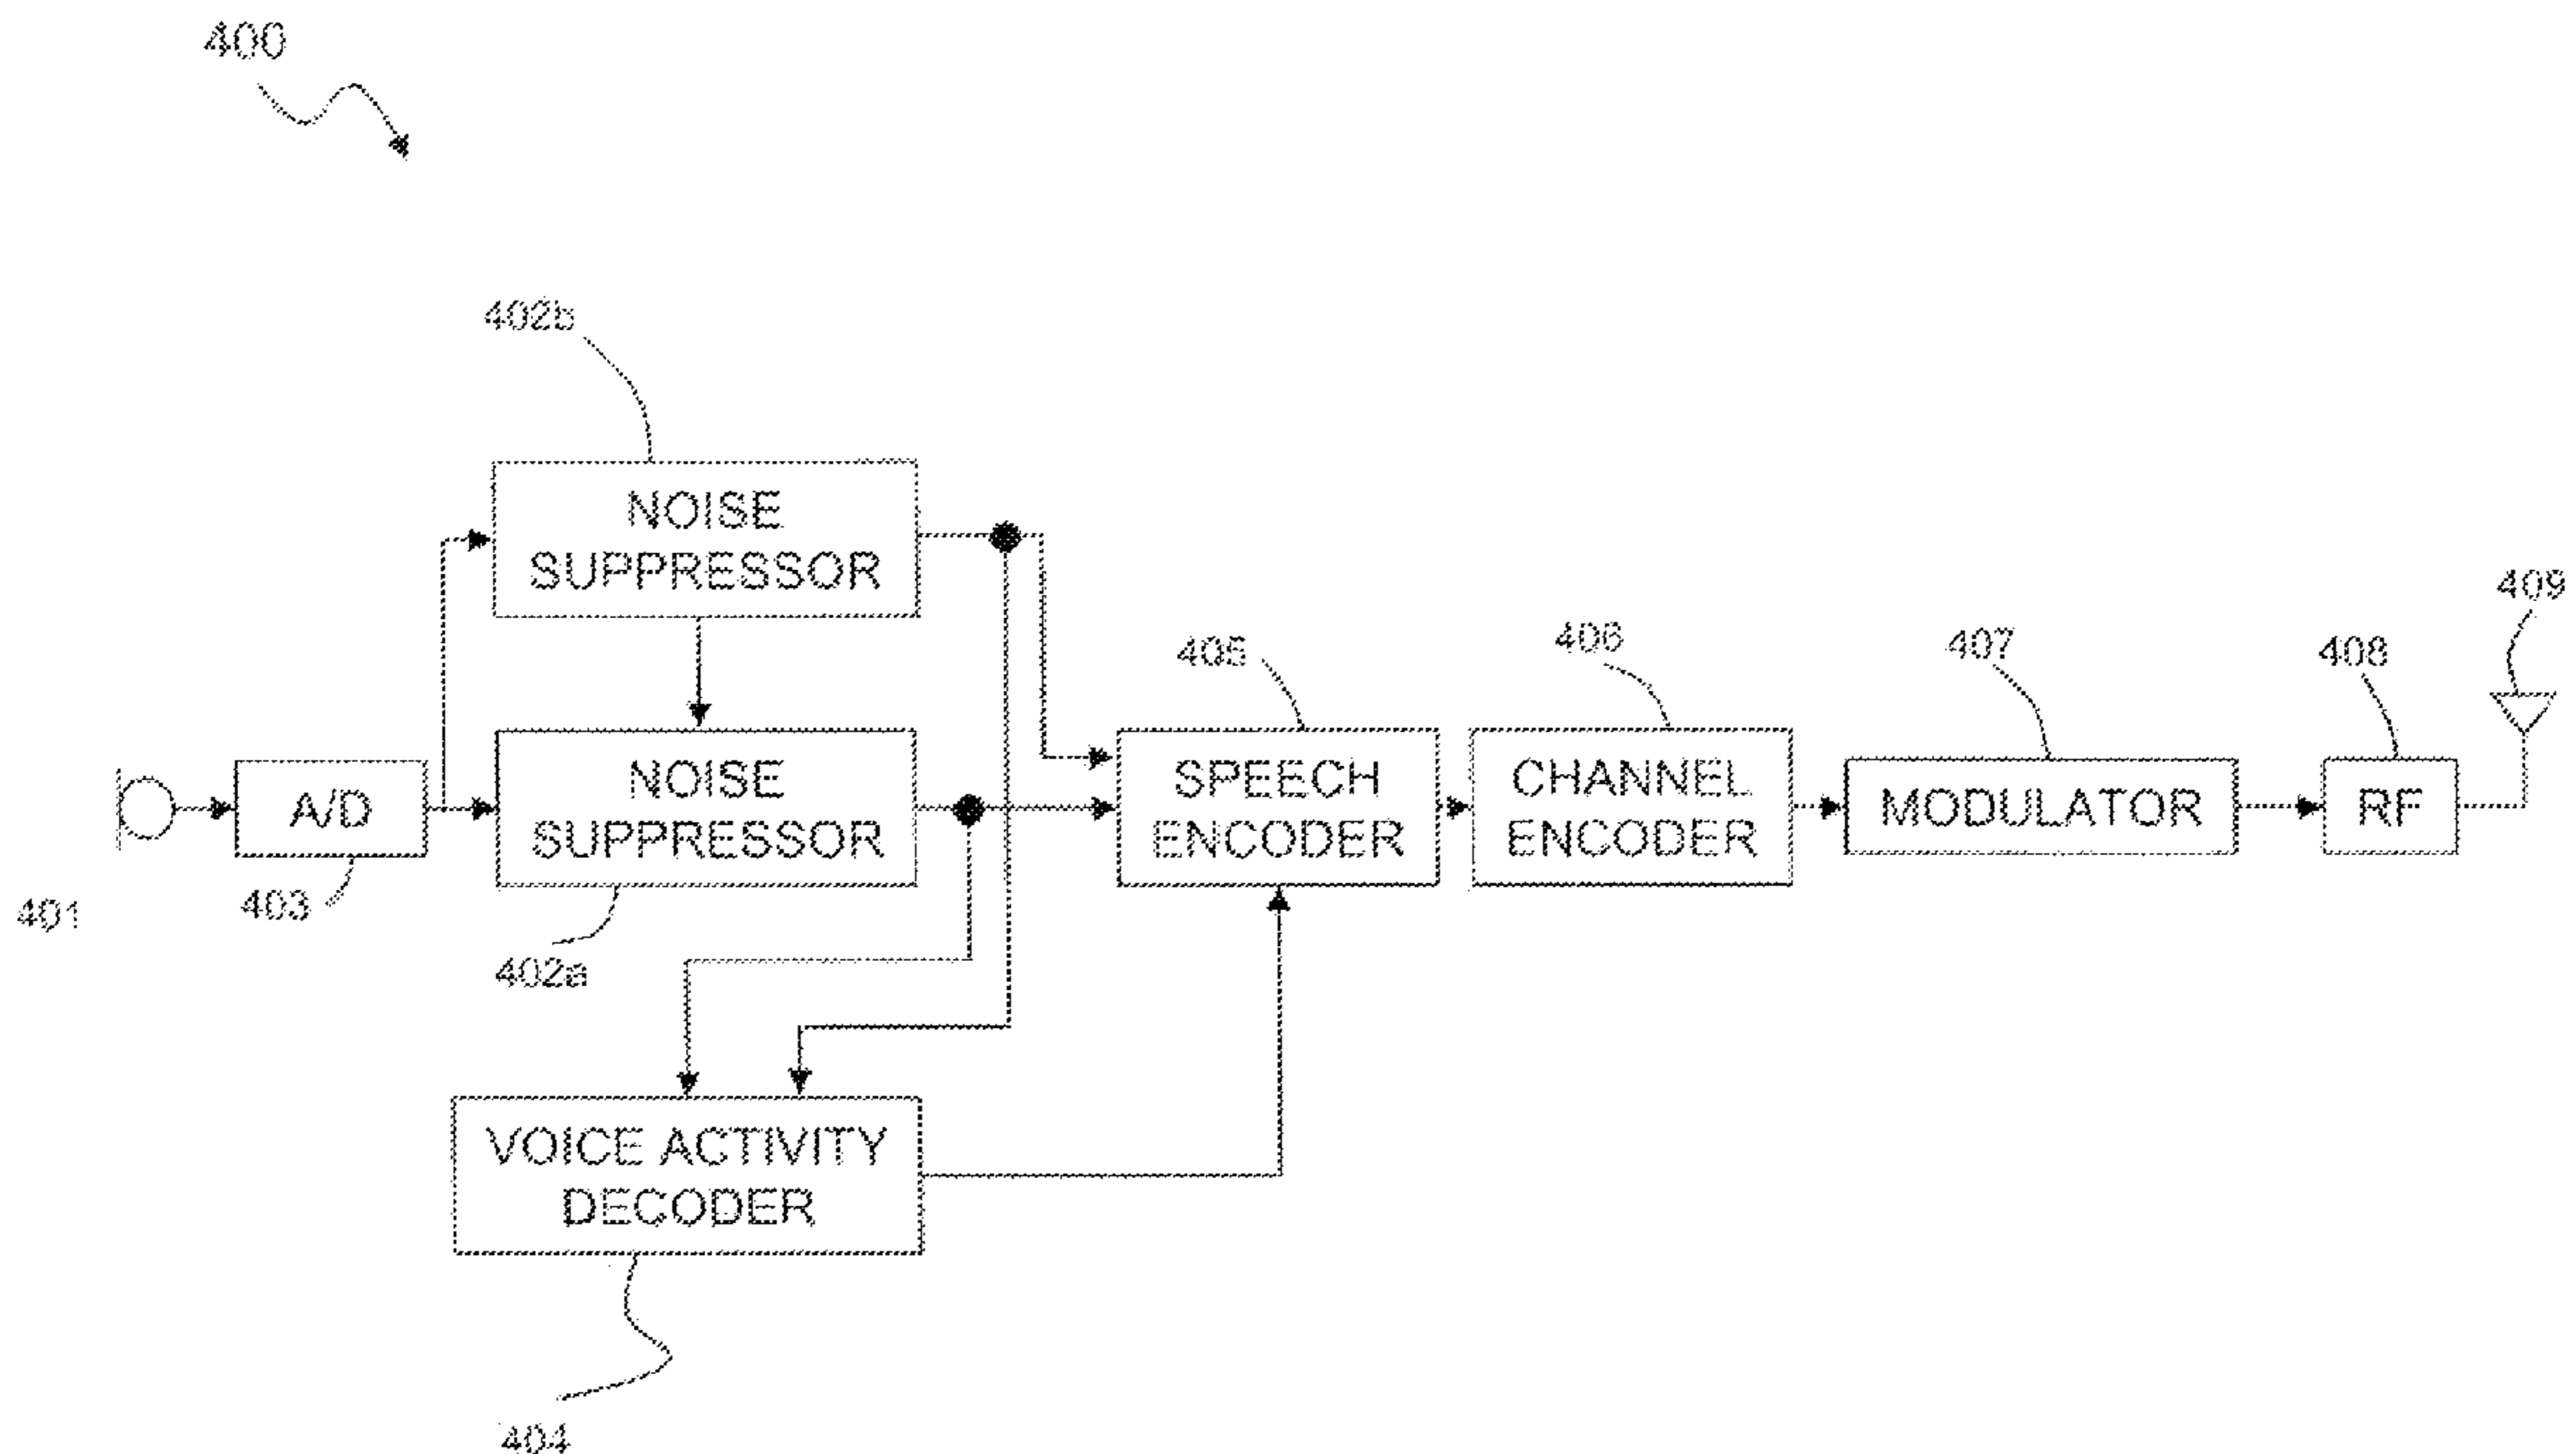 400
402b
NOISE
SUPPRESSOR
409
405
406
407
408
NOISE
SUPPRESSOR
SPEECH
ENCODER
CHANNEL
ENCODER
MODULATOR
RF
A/D
401
403
402a
VOICE ACTIVITY
DECODER
404